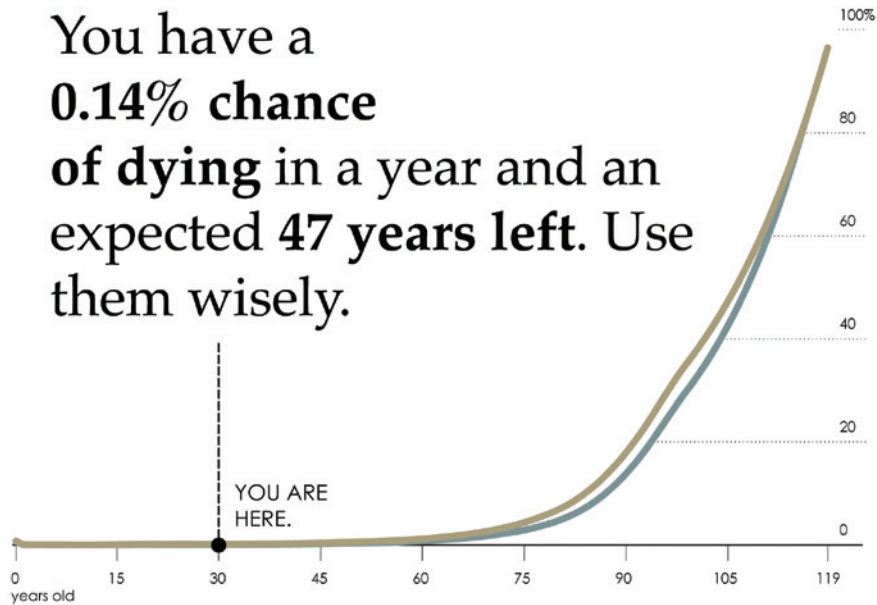 You have a
0.14% chance
of dying in a year and an
expected 47 years left. Use
them wisely.
100%
80
60
40
20
0
YOU ARE
HERE.
0 15 30 45 60 75 90 105 119
years old